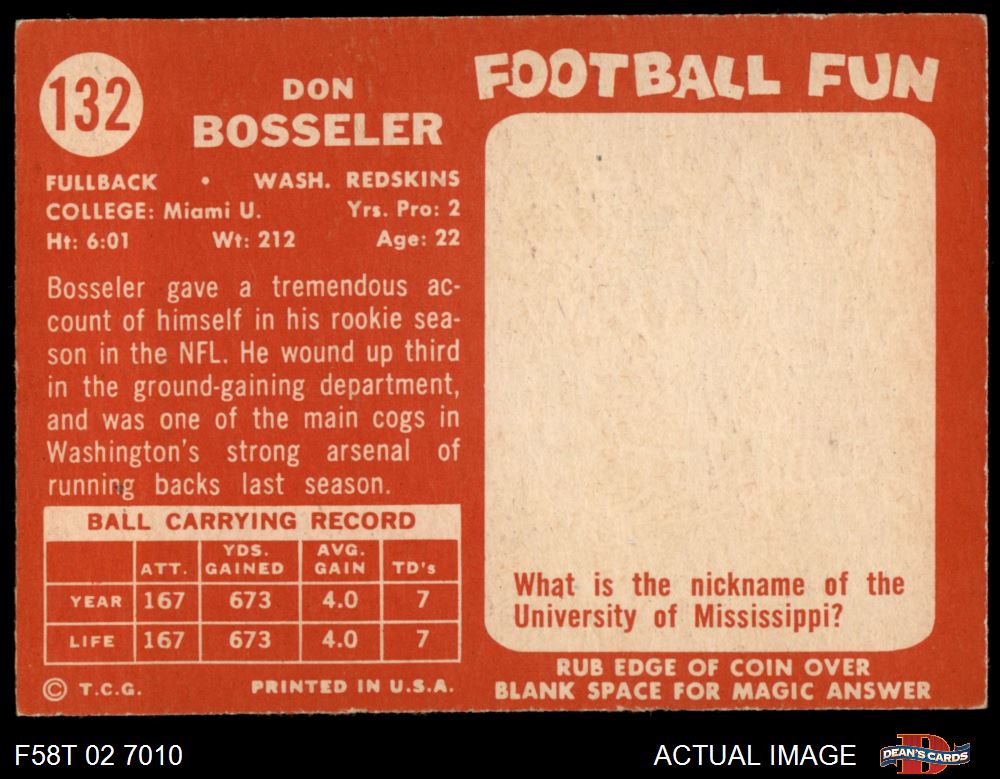 132
DON
BOSSELER
FULLBACK • WASH. REDSKINS
COLLEGE: Miami U. Yrs. Pro: 2
Ht: 6:01 Wt: 212 Age: 22
Bosseler gave a tremendous ac-
count of himself in his rookie sea-
son in the NFL. He wound up third
in the ground-gaining department,
and was one of the main cogs in
Washington's strong arsenal of
running backs last season.
BALL CARRYING RECORD
ATT. YDS. GAINED AVG. GAIN TD's
YEAR 167 673 4.0 7
LIFE 167 673 4.0 7
© T.C.G. PRINTED IN U.S.A.
FOOTBALL FUN
What is the nickname of the
University of Mississippi?
RUB EDGE OF COIN OVER
BLANK SPACE FOR MAGIC ANSWER
F58T 02 7010
ACTUAL IMAGE
DEAN'S CARDS